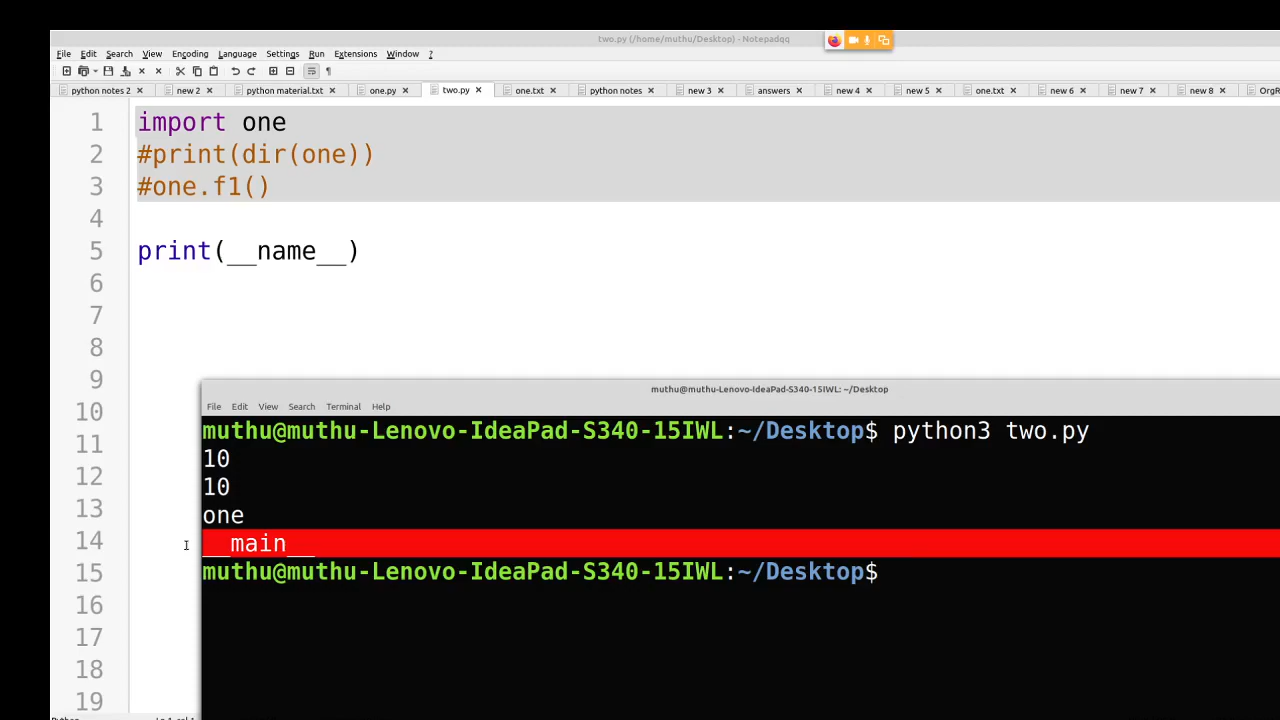 two.py (/home/muthu/Desktop) - Notepadqq
File Edit Search View Encoding Language Settings Run Extensions Window ?
python notes 2 new 2 python material.txt one.py two.py one.txt python notes new 3 answers new 4 new 5 one.txt new 6 new 7 new 8 OrgR
1 import one
2 #print(dir(one))
3 #one.f1()
4
5 print(__name__)
6
7
8
9
10
11
12
13
14
15
16
17
18
19
muthu@muthu-Lenovo-IdeaPad-S340-15IWL: ~/Desktop
File Edit View Search Terminal Help
muthu@muthu-Lenovo-IdeaPad-S340-15IWL:~/Desktop$ python3 two.py
10
10
one
__main__
muthu@muthu-Lenovo-IdeaPad-S340-15IWL:~/Desktop$